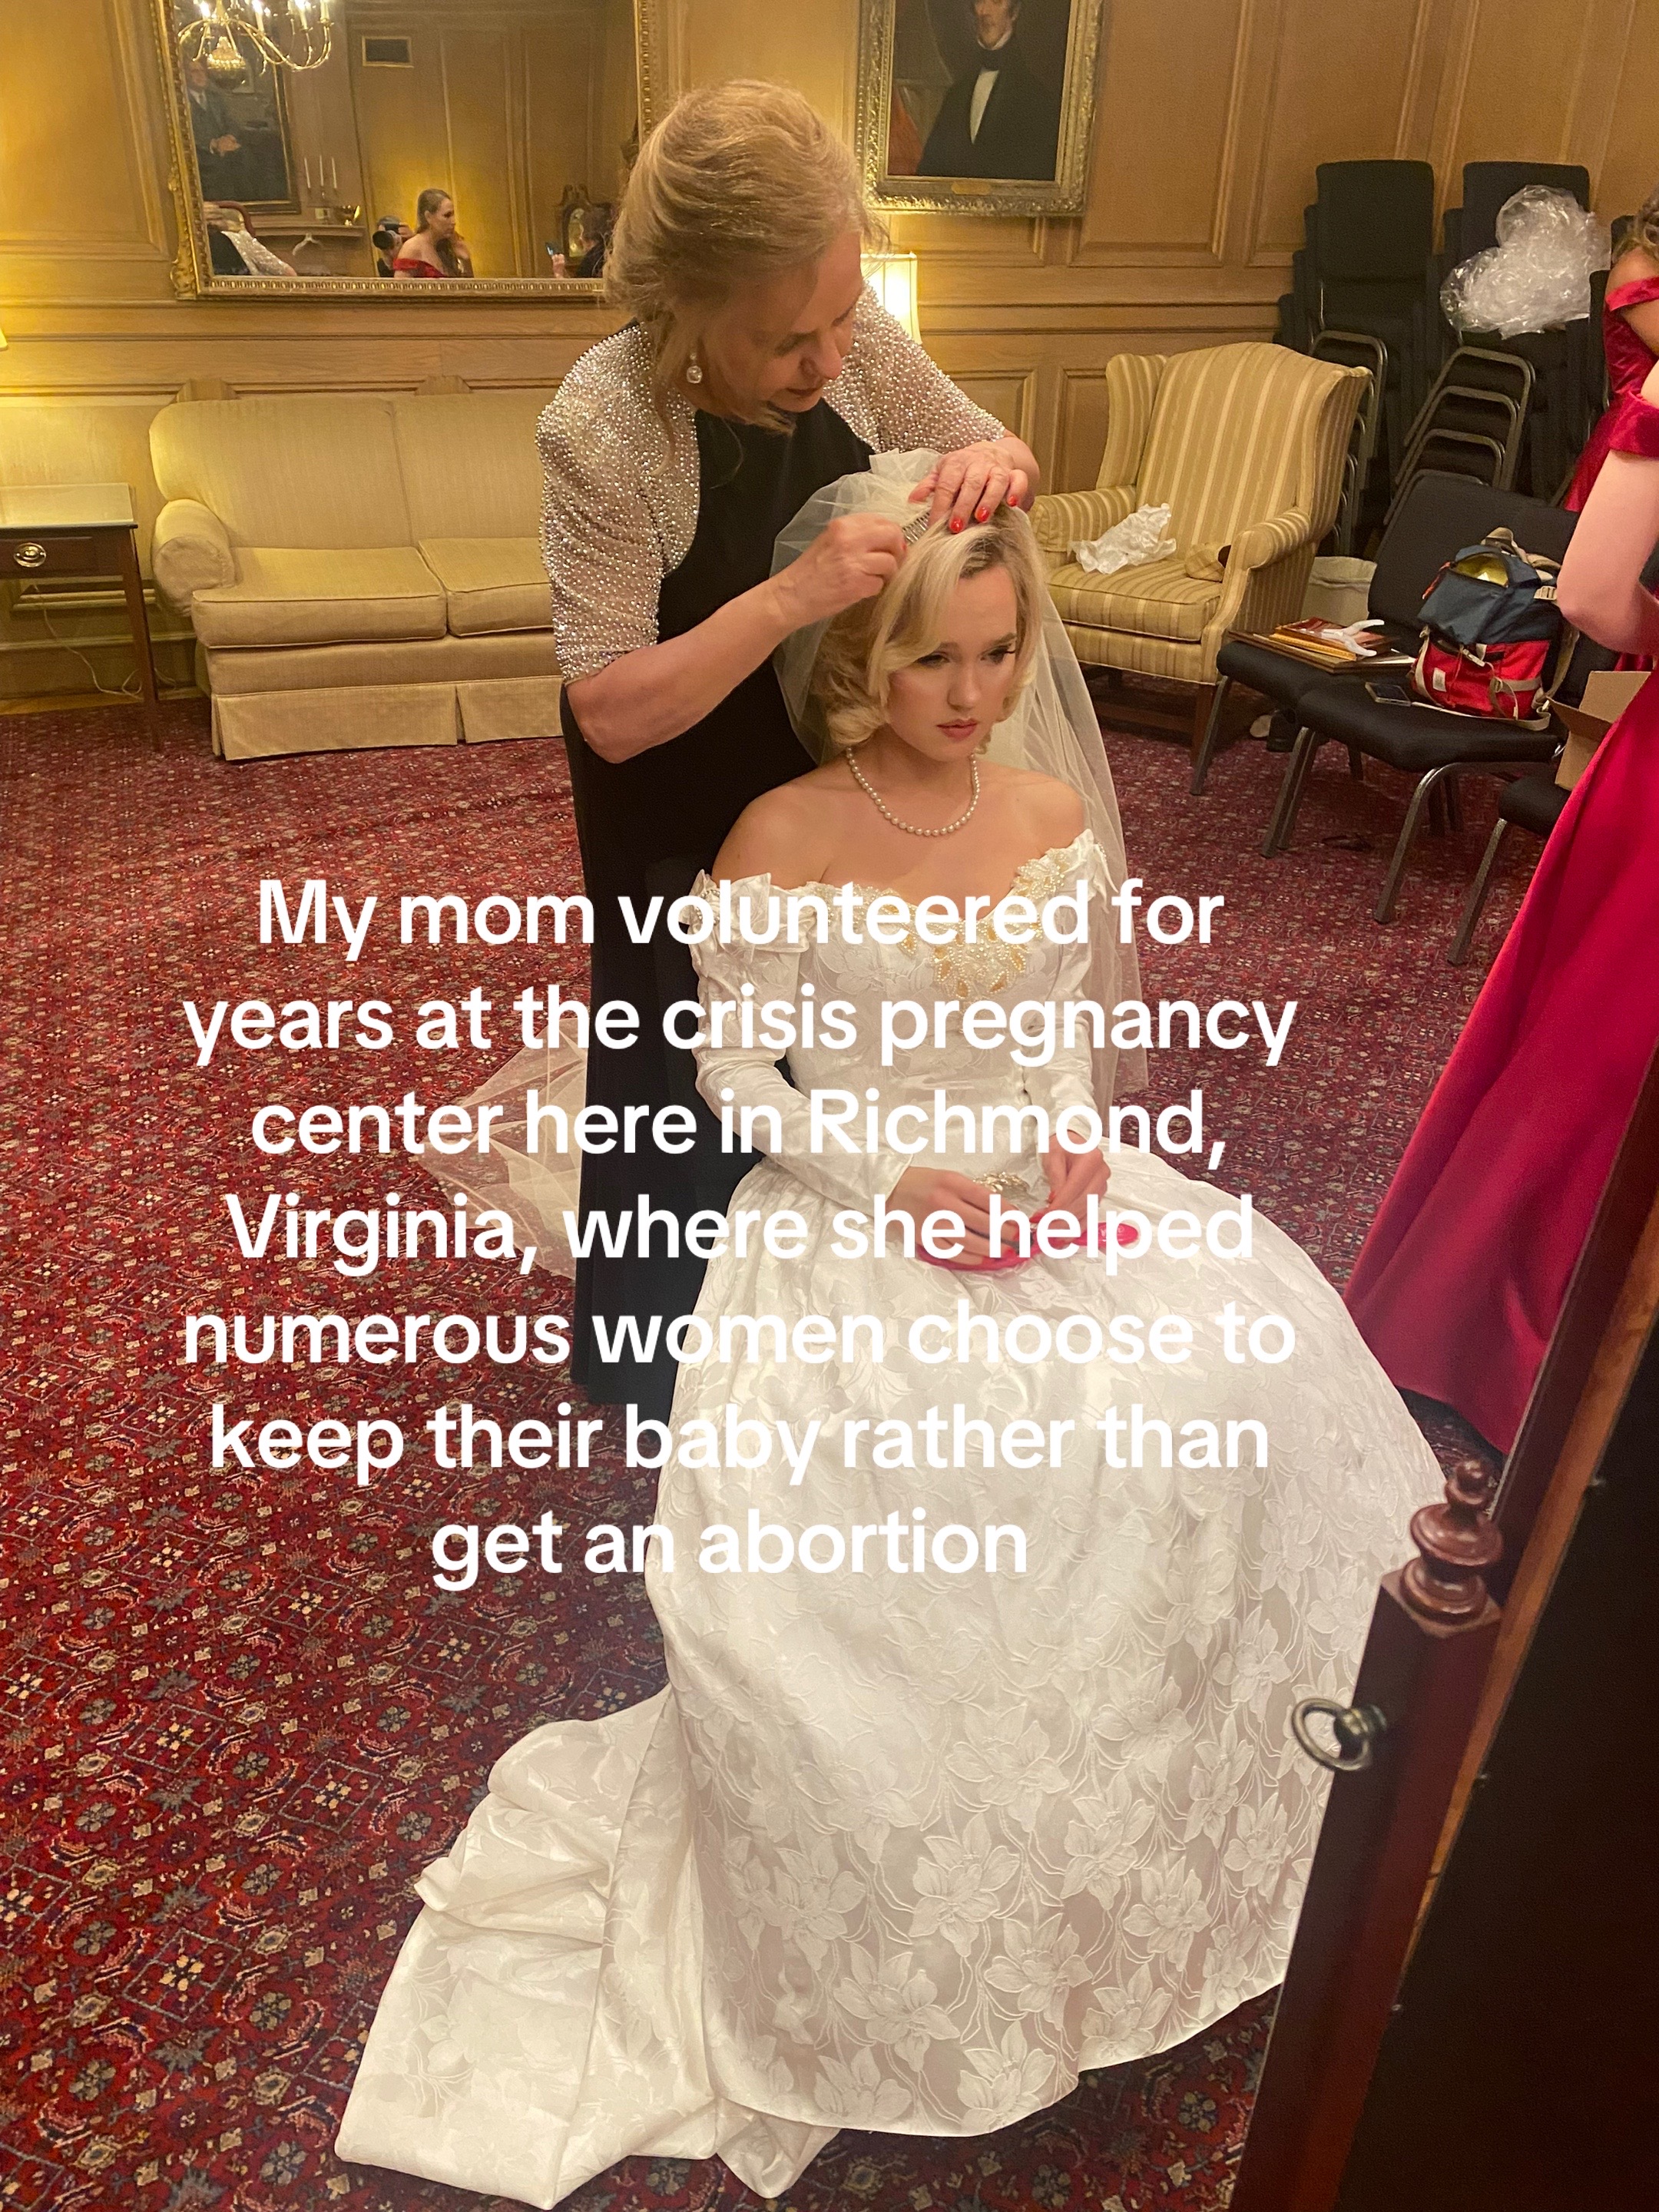 My mom volunteered for
years at the crisis pregnancy
center here in Richmond,
Virginia, where she helped
numerous women choose to
keep their baby rather than
get an abortion